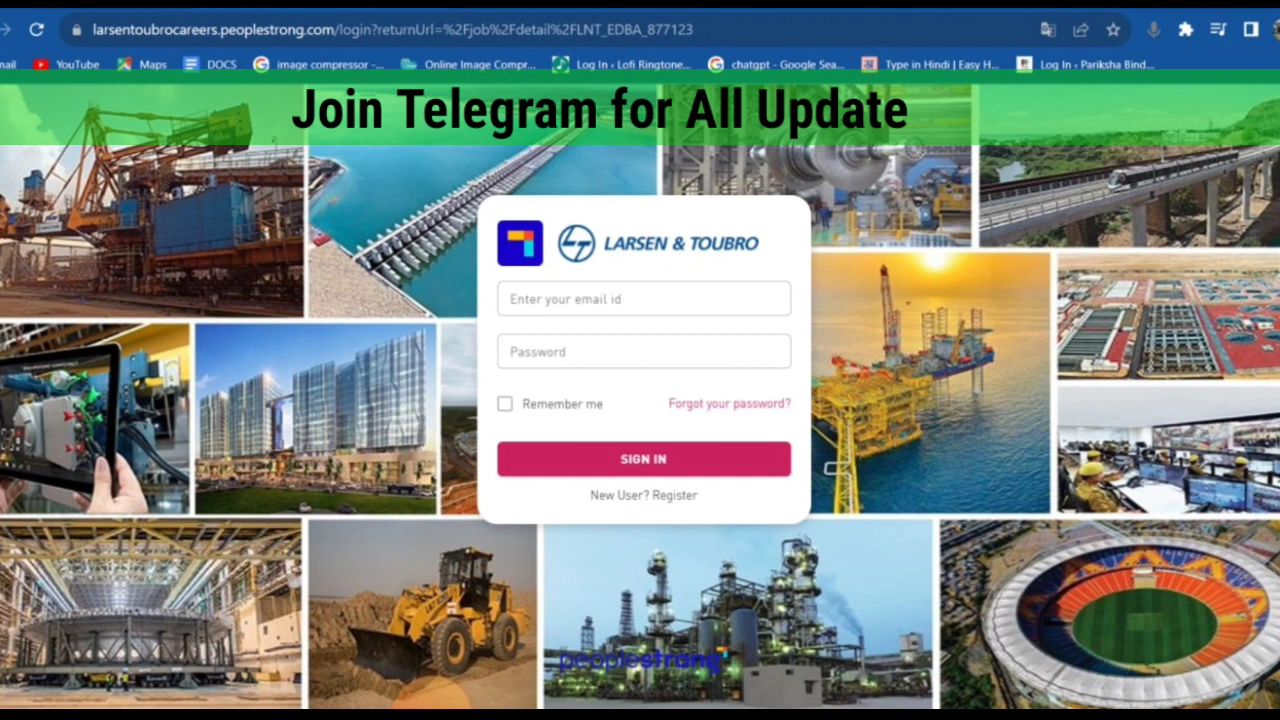 larsentoubrocareers.peoplestrong.com/login?returnUrl=%2Fjob%2Fdetail%2FLNT_EDBA_877123
mail YouTube Maps DOCS image compressor -... Online Image Compr... Log In ‹ Lofi Ringtone... chatgpt - Google Sea... Type in Hindi | Easy H... Log In ‹ Pariksha Bind...
Join Telegram for All Update
LARSEN & TOUBRO
Enter your email id
Password
Remember me Forgot your password?
SIGN IN
New User? Register
peoplestrong